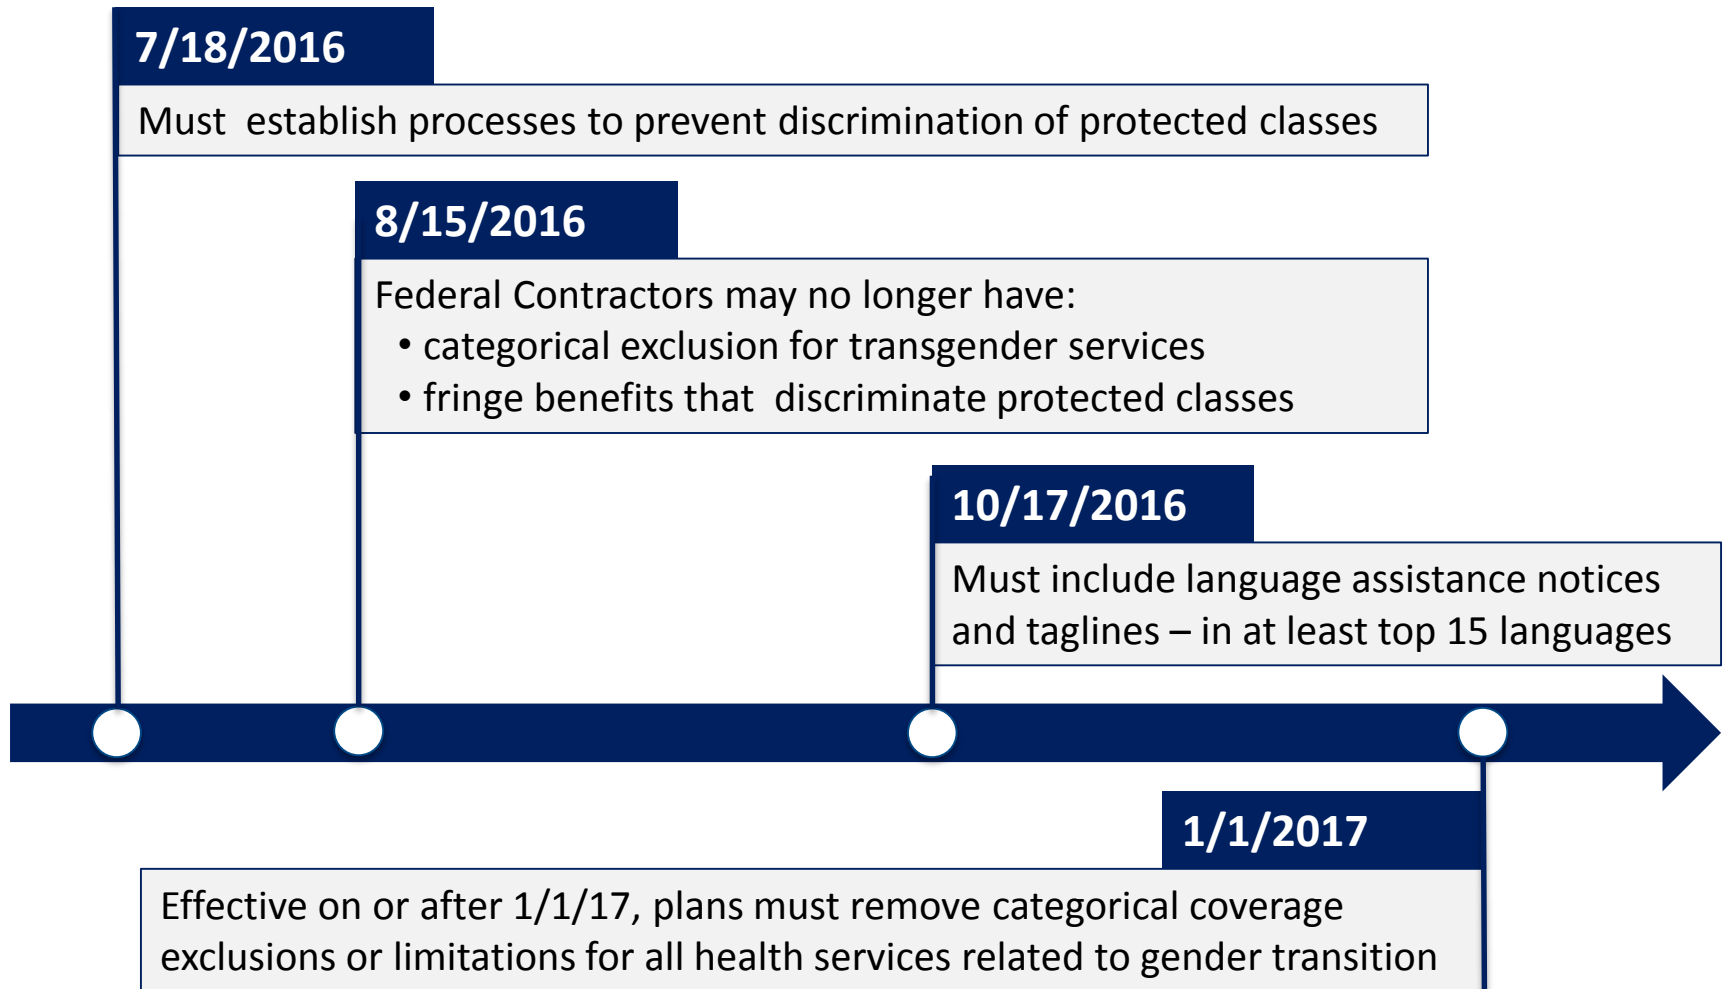 7/18/2016
Must establish processes to prevent discrimination of protected classes
8/15/2016
Federal Contractors may no longer have:
• categorical exclusion for transgender services
• fringe benefits that discriminate protected classes
10/17/2016
Must include language assistance notices
and taglines – in at least top 15 languages
1/1/2017
Effective on or after 1/1/17, plans must remove categorical coverage
exclusions or limitations for all health services related to gender transition